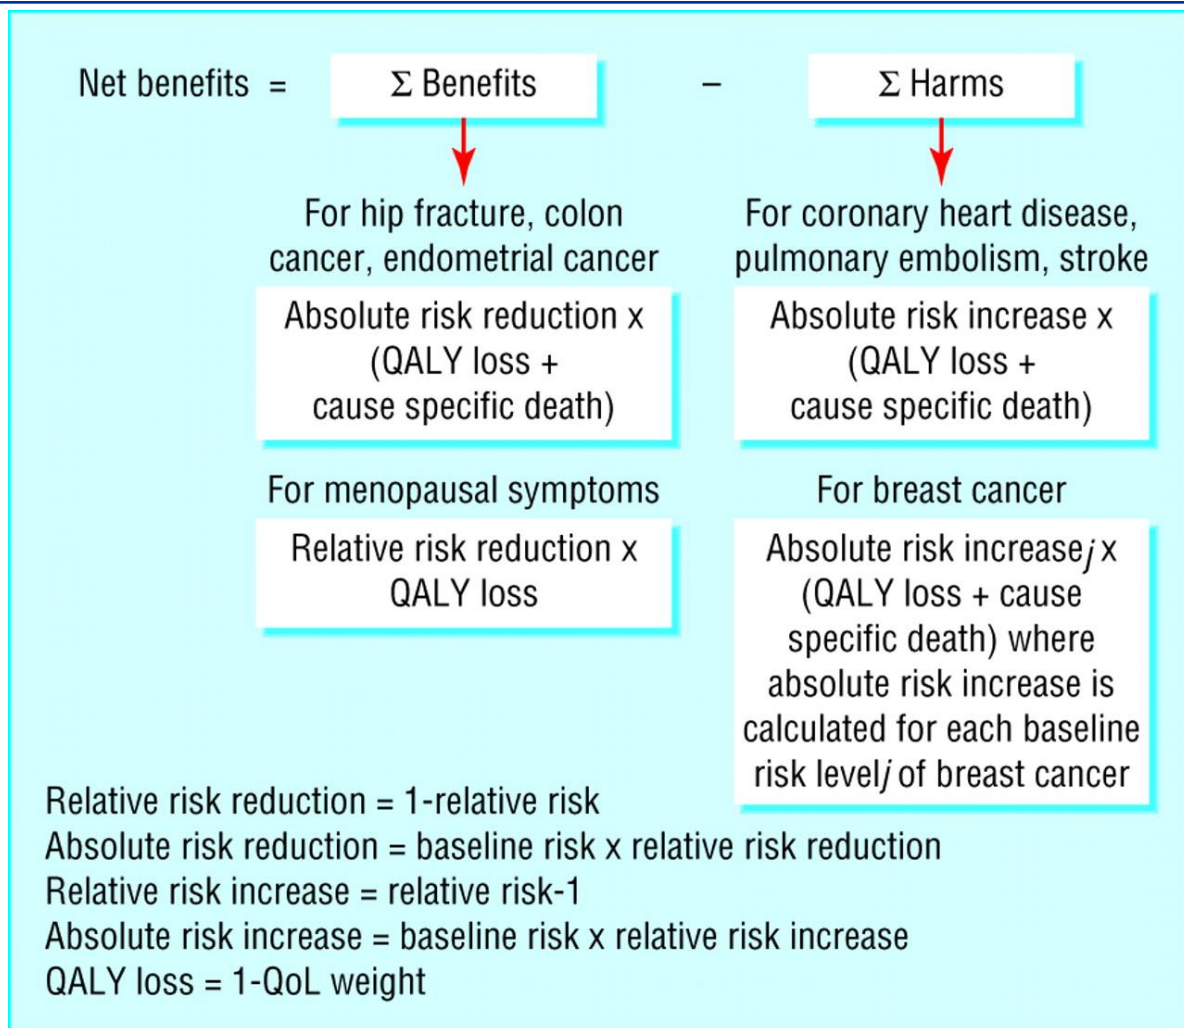 Net benefits = Σ Benefits – Σ Harms
For hip fracture, colon
cancer, endometrial cancer
Absolute risk reduction x
(QALY loss +
cause specific death)
For menopausal symptoms
Relative risk reduction x
QALY loss
For coronary heart disease,
pulmonary embolism, stroke
Absolute risk increase x
(QALY loss +
cause specific death)
For breast cancer
Absolute risk increasej x
(QALY loss + cause
specific death) where
absolute risk increase is
calculated for each baseline
risk levelj of breast cancer
Relative risk reduction = 1-relative risk
Absolute risk reduction = baseline risk x relative risk reduction
Relative risk increase = relative risk-1
Absolute risk increase = baseline risk x relative risk increase
QALY loss = 1-QoL weight